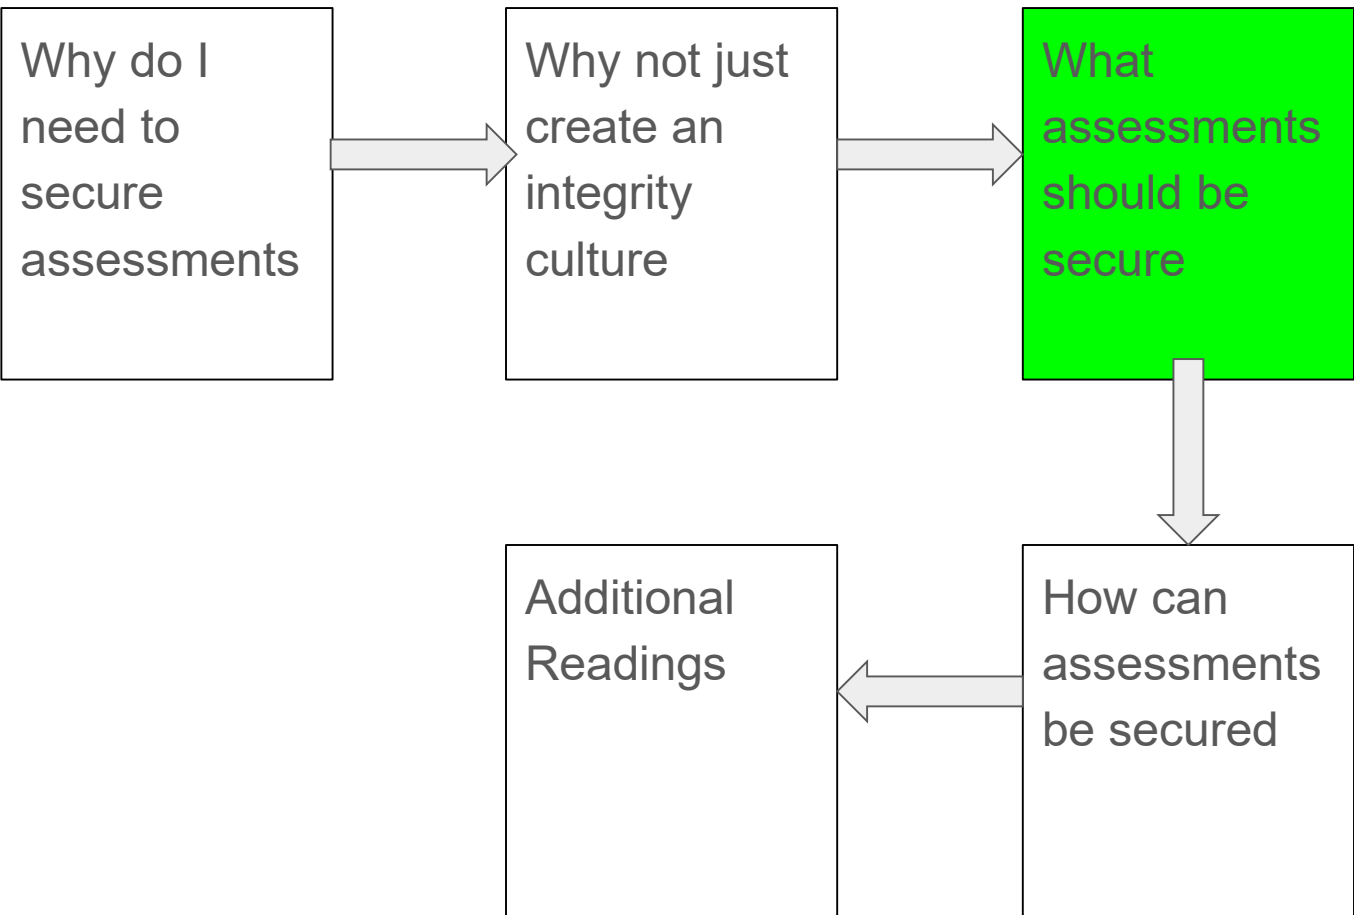 Why do I
need to
secure
assessments
Why not just
create an
integrity
culture
What
assessments
should be
secure
How can
assessments
be secured
Additional
Readings